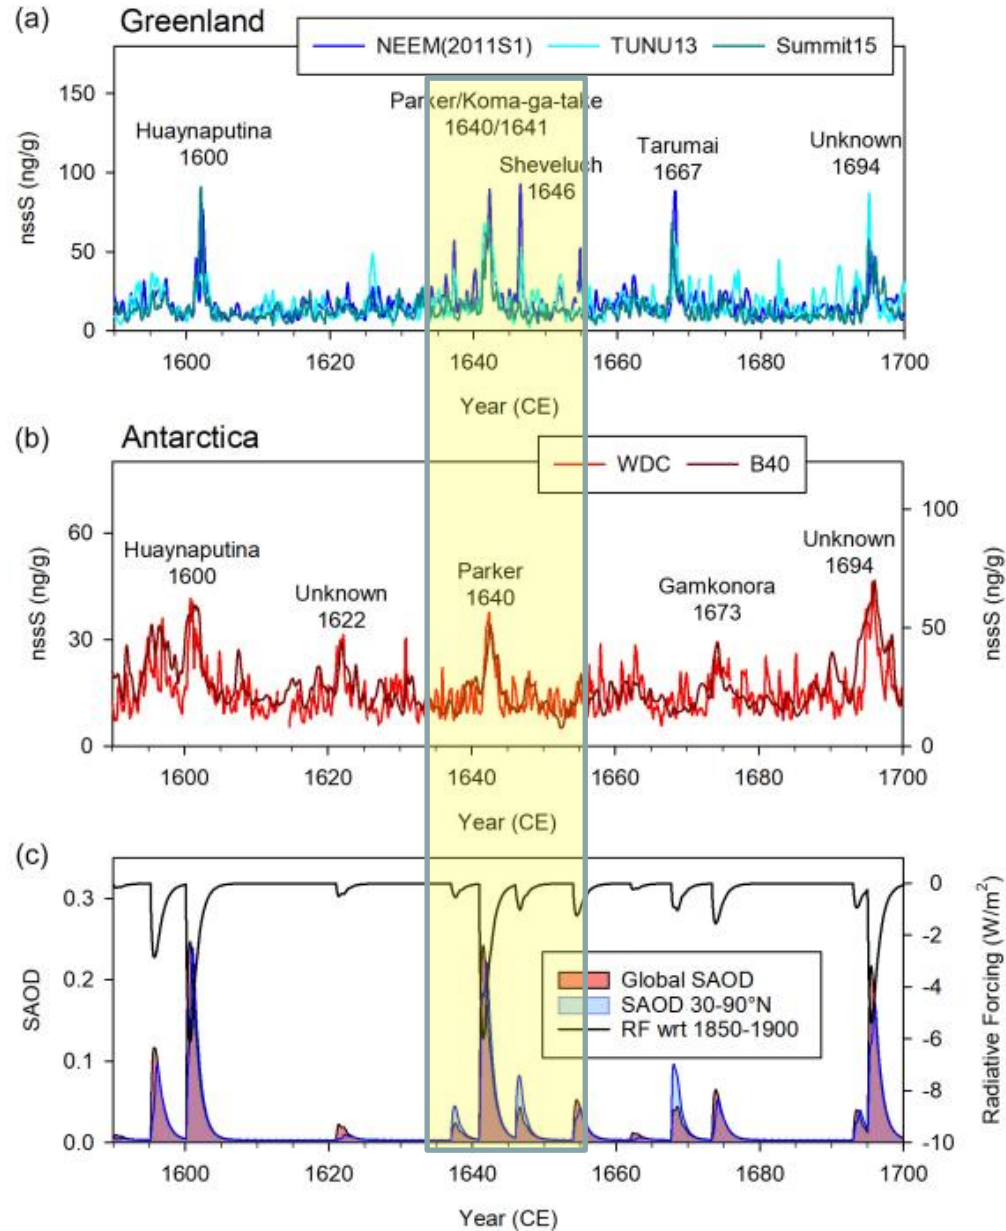 (a) Greenland
NEEM(2011S1) TUNU13 Summit15
150
100
50
0
nssS (ng/g)
Huaynaputina
1600
Parker/Koma-ga-take
1640/1641
Sheveluch
1646
Tarumai
1667
Unknown
1694
1600 1620 1640 1660 1680 1700
Year (CE)
(b) Antarctica
WDC B40
60
30
0
nssS (ng/g)
100
50
0
nssS (ng/g)
Huaynaputina
1600
Unknown
1622
Parker
1640
Gamkonora
1673
Unknown
1694
1600 1620 1640 1660 1680 1700
Year (CE)
(c)
0.3
0.2
0.1
0.0
SAOD
0
-2
-4
-6
-8
-10
Radiative Forcing (W/m²)
Global SAOD
SAOD 30-90°N
RF wrt 1850-1900
1600 1620 1640 1660 1680 1700
Year (CE)